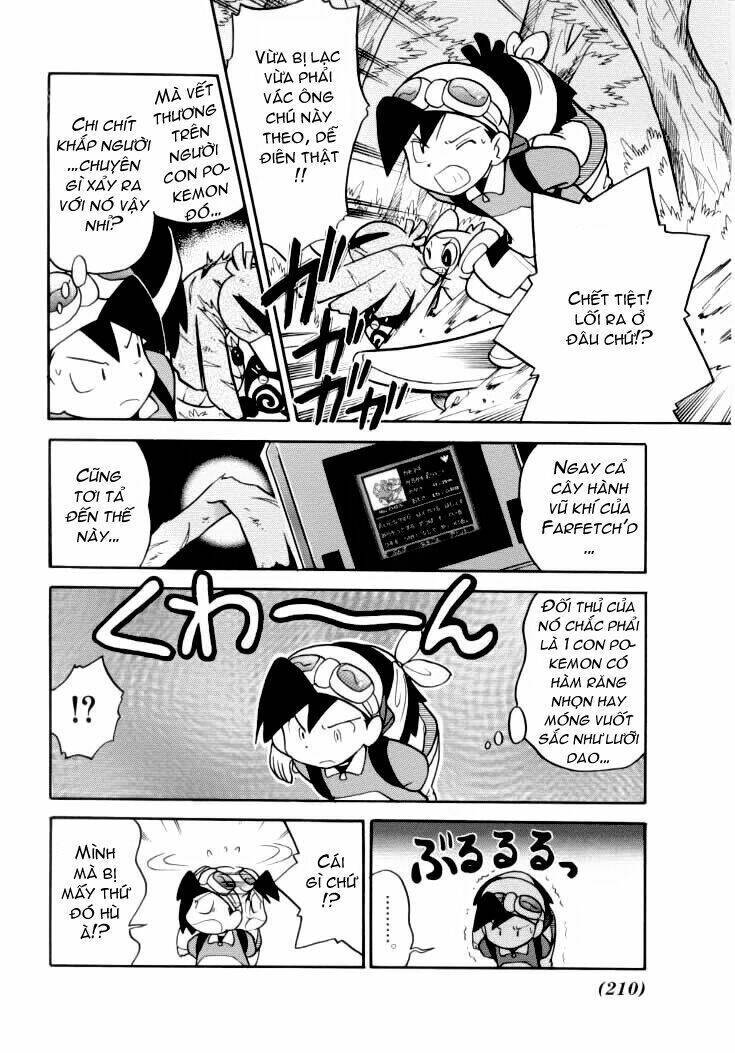 Chết tiệt!
Lối ra ở
đâu chứ!?
Vừa bị lạc
vừa phải
vác ông
chú này
theo, dễ
điên thật
!!
ガガガ
Mà vết
thương
trên
người
con Po-
kemon
đó...
Chi chít
khắp người
...chuyện
gì xảy ra
với nó vậy
nhỉ?
Ngay cả
cây hành
vũ khí của
Farfetch'd
...
Cũng
tơi tả
đến thế
này...
Đối thủ của
nó chắc phải
là 1 con Po-
kemon có
hàm răng
nhọn hay
móng vuốt
sắc như lưỡi
dao...
くわ〜ん
!?
ぶるるるっ
.........
Cái
gì chứ
!?
Mình
mà bị
mấy thứ
đó hù
à!?
(210)